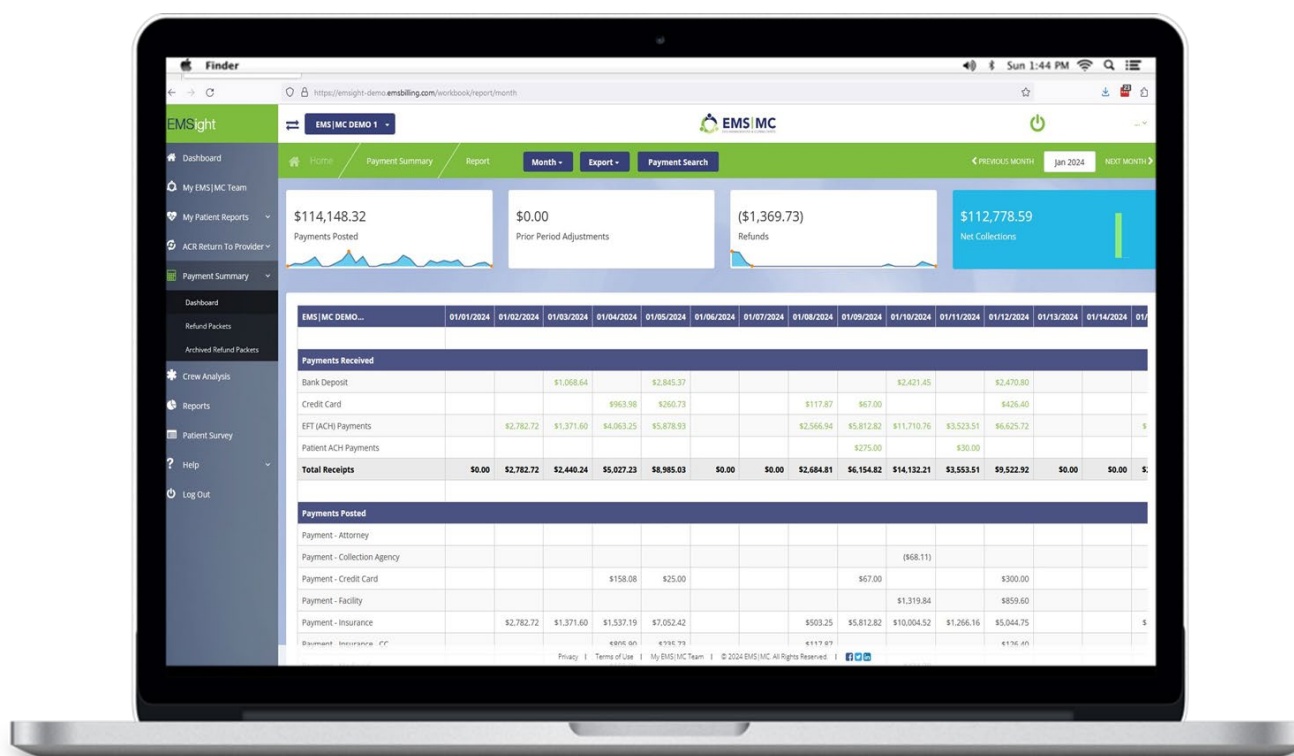 Finder
Sun 1:44 PM
https://emsight-demo.emsbilling.com/workbook/report/month
23
EMSight
EMS|MC DEMO 1
EMS|MC
Home Payment Summary Report Month Export Payment Search PREVIOUS MONTH Jan 2024 NEXT MONTH
Dashboard
My EMS|MC Team
My Patient Reports
ACR Return To Provider
Payment Summary
Dashboard
Refund Packets
Archived Refund Packets
Crew Analysis
Reports
Patient Survey
Help
Log Out
$114,148.32
Payments Posted
$0.00
Prior Period Adjustments
($1,369.73)
Refunds
$112,778.59
Net Collections
EMS|MC DEMO... 01/01/2024 01/02/2024 01/03/2024 01/04/2024 01/05/2024 01/06/2024 01/07/2024 01/08/2024 01/09/2024 01/10/2024 01/11/2024 01/12/2024 01/13/2024 01/14/2024 01/
Payments Received
Bank Deposit $1,068.64 $2,845.37 $2,421.45 $2,470.80
Credit Card $963.98 $260.73 $117.87 $67.00 $426.40
EFT (ACH) Payments $2,782.72 $1,371.60 $4,063.25 $5,878.93 $2,566.94 $5,812.82 $11,710.76 $3,523.51 $6,625.72 $
Patient ACH Payments $275.00 $30.00
Total Receipts $0.00 $2,782.72 $2,440.24 $5,027.23 $8,985.03 $0.00 $0.00 $2,684.81 $6,154.82 $14,132.21 $3,553.51 $9,522.92 $0.00 $0.00
Payments Posted
Payment - Attorney
Payment - Collection Agency ($68.11)
Payment - Credit Card $158.08 $25.00 $67.00 $300.00
Payment - Facility $1,319.84 $859.60
Payment - Insurance $2,782.72 $1,371.60 $1,537.19 $7,052.42 $503.25 $5,812.82 $10,004.52 $1,266.16 $5,044.75 $
Payment - Insurance - CC $805.90 $235.73 $117.87 $126.40
Privacy | Terms of Use | My EMS|MC Team | © 2024 EMS|MC. All Rights Reserved. |